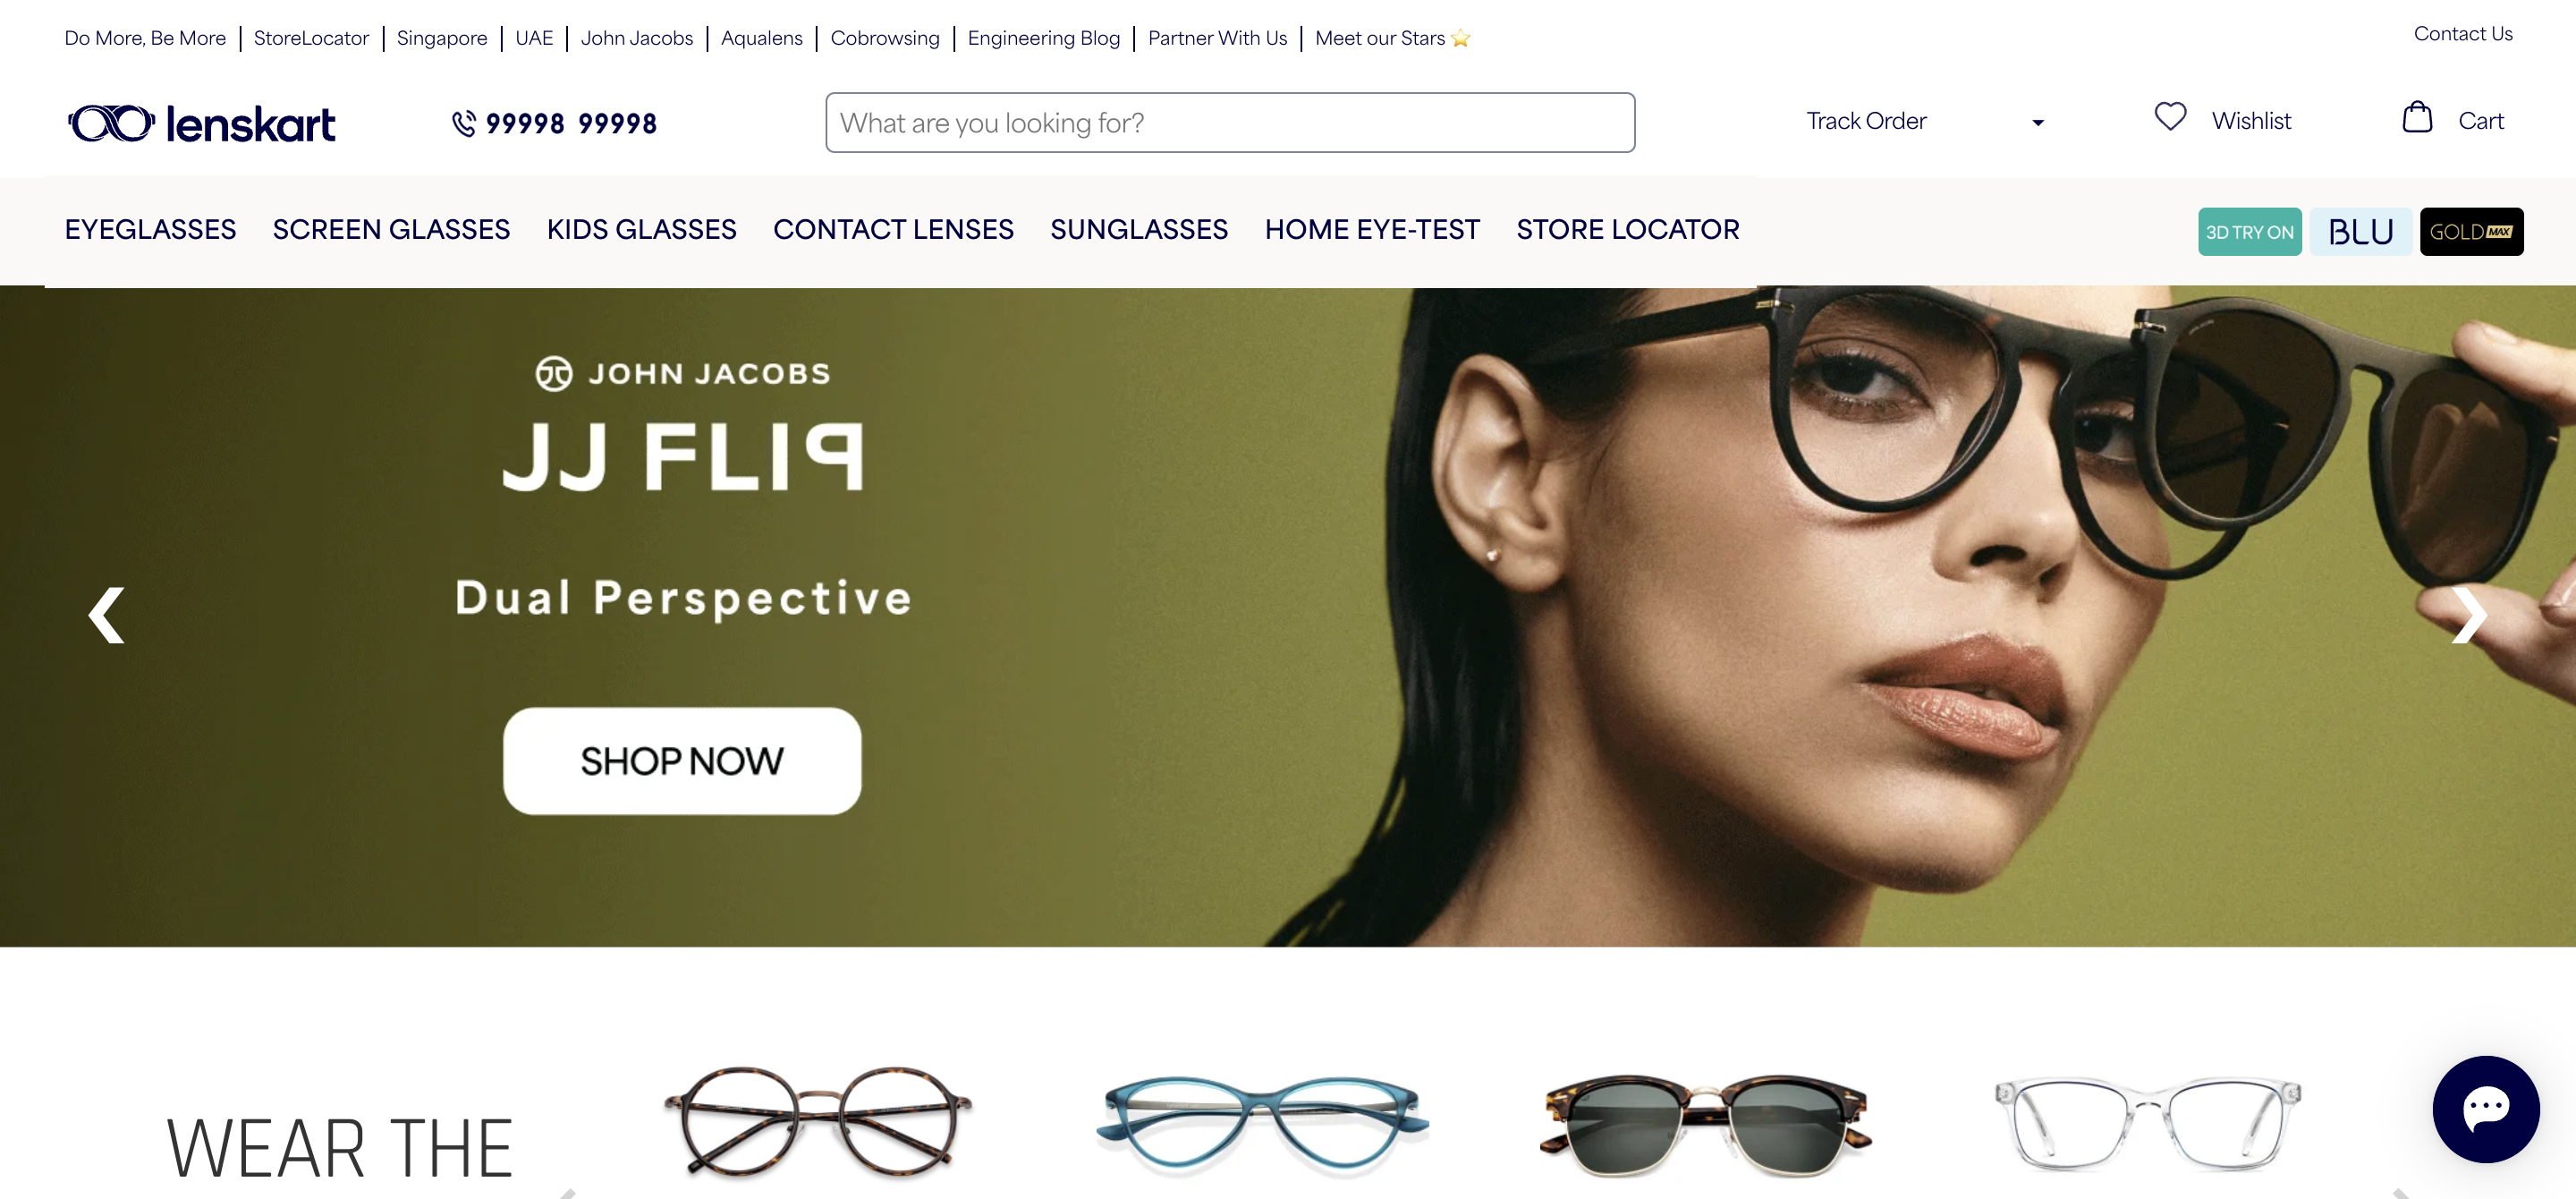 Do More, Be More | StoreLocator | Singapore | UAE | John Jacobs | Aqualens | Cobrowsing | Engineering Blog | Partner With Us | Meet our Stars ⭐
Contact Us
lenskart
99998 99998
What are you looking for?
Track Order
Wishlist
Cart
EYEGLASSES SCREEN GLASSES KIDS GLASSES CONTACT LENSES SUNGLASSES HOME EYE-TEST STORE LOCATOR
3D TRY ON
BLU
GOLD MAX
JJ JOHN JACOBS
JJ FLIP
Dual Perspective
SHOP NOW
WEAR THE